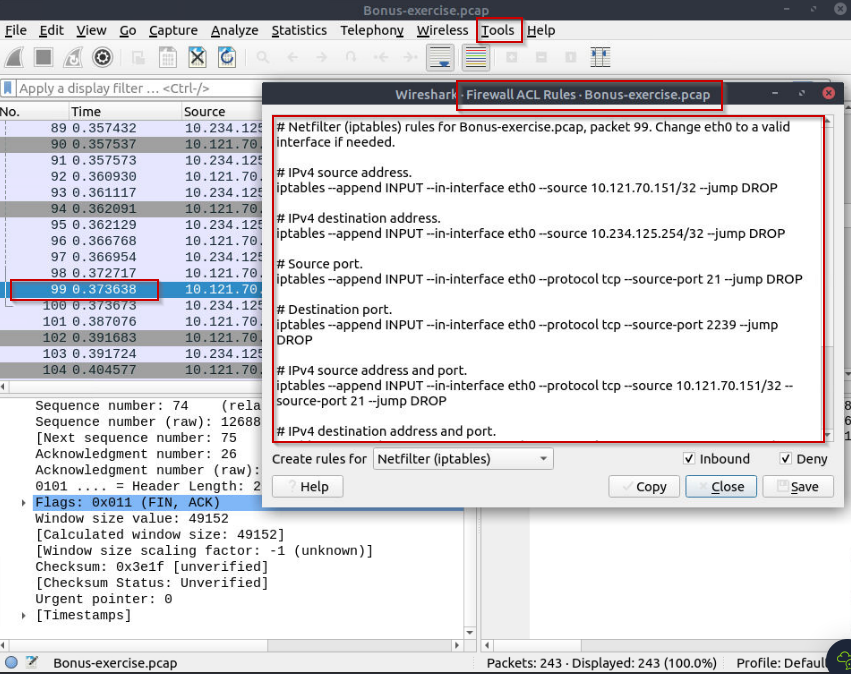 Bonus-exercise.pcap
File Edit View Go Capture Analyze Statistics Telephony Wireless Tools Help
Apply a display filter … <Ctrl-/>
No. Time Source
89 0.357432 10.234.125
90 0.357537 10.121.70.
91 0.357573 10.234.125
92 0.360930 10.121.70.
93 0.361117 10.234.125
94 0.362091 10.121.70.
95 0.362129 10.234.125
96 0.366768 10.121.70.
97 0.366954 10.234.125
98 0.372717 10.121.70.
99 0.373638 10.121.70.
100 0.373673 10.234.125
101 0.387076 10.121.70.
102 0.391683 10.121.70.
103 0.391724 10.234.125
104 0.404577 10.121.70.
Wireshark · Firewall ACL Rules · Bonus-exercise.pcap
# Netfilter (iptables) rules for Bonus-exercise.pcap, packet 99. Change eth0 to a valid
interface if needed.
# IPv4 source address.
iptables --append INPUT --in-interface eth0 --source 10.121.70.151/32 --jump DROP
# IPv4 destination address.
iptables --append INPUT --in-interface eth0 --source 10.234.125.254/32 --jump DROP
# Source port.
iptables --append INPUT --in-interface eth0 --protocol tcp --source-port 21 --jump DROP
# Destination port.
iptables --append INPUT --in-interface eth0 --protocol tcp --source-port 2239 --jump
DROP
# IPv4 source address and port.
iptables --append INPUT --in-interface eth0 --protocol tcp --source 10.121.70.151/32 --
source-port 21 --jump DROP
# IPv4 destination address and port.
Create rules for Netfilter (iptables) Inbound Deny
Help Copy Close Save
Sequence number: 74 (rela
Sequence number (raw): 12688
[Next sequence number: 75
Acknowledgment number: 26
Acknowledgment number (raw):
0101 .... = Header Length: 2
Flags: 0x011 (FIN, ACK)
Window size value: 49152
[Calculated window size: 49152]
[Window size scaling factor: -1 (unknown)]
Checksum: 0x3e1f [unverified]
[Checksum Status: Unverified]
Urgent pointer: 0
[Timestamps]
Bonus-exercise.pcap Packets: 243 · Displayed: 243 (100.0%) Profile: Defaul